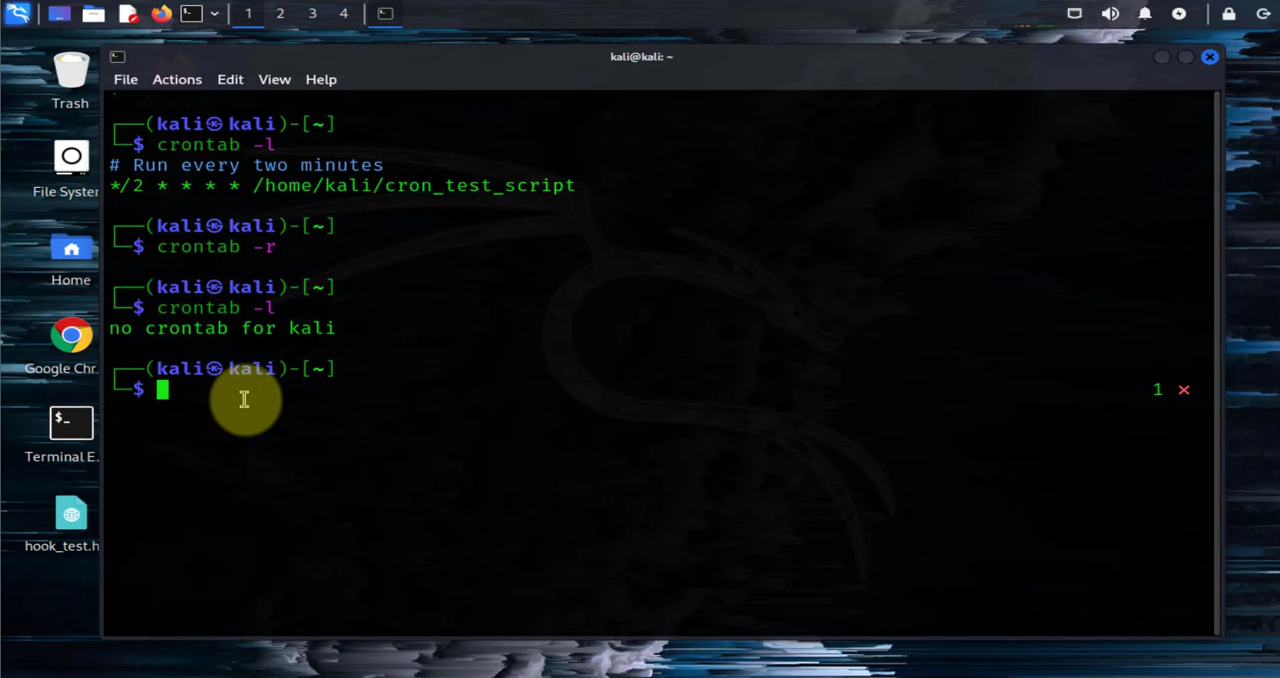 1 2 3 4
kali@kali: ~
File Actions Edit View Help
Trash
File System
Home
Google Chr…
Terminal E…
hook_test.h
┌──(kali㉿kali)-[~]
└─$ crontab -l
# Run every two minutes
*/2 * * * * /home/kali/cron_test_script
┌──(kali㉿kali)-[~]
└─$ crontab -r
┌──(kali㉿kali)-[~]
└─$ crontab -l
no crontab for kali
┌──(kali㉿kali)-[~]
└─$
1 ⨯